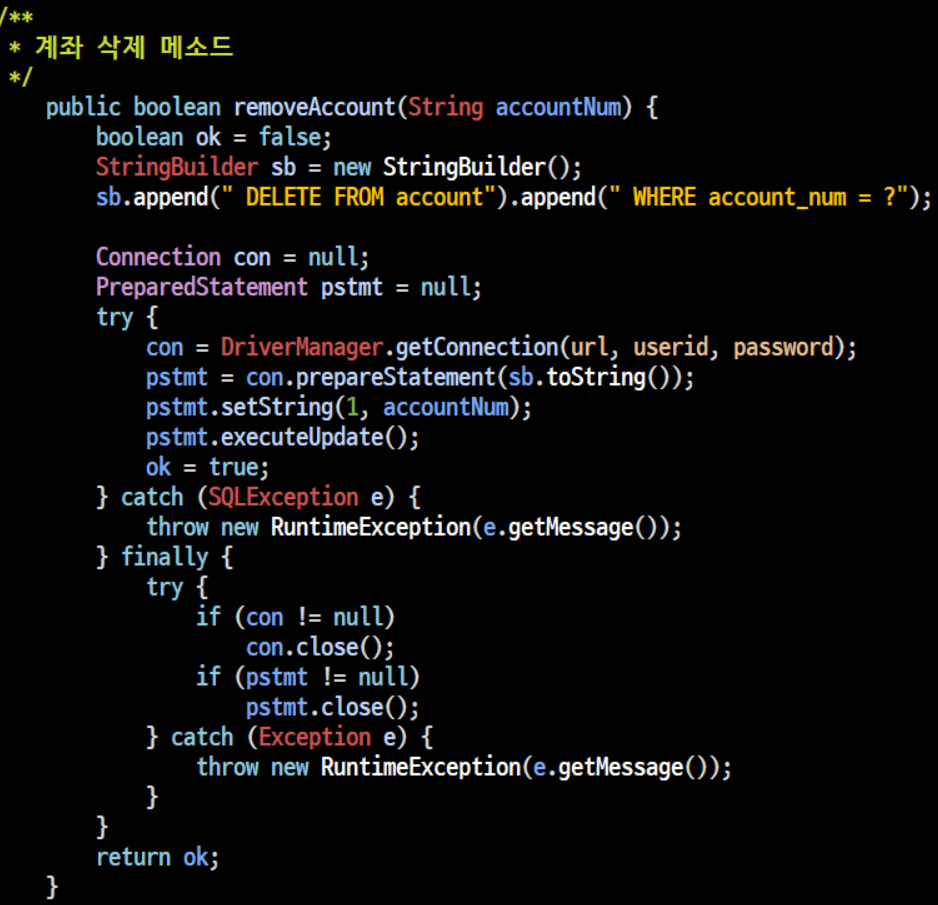 /**
 * 계좌 삭제 메소드
 */
    public boolean removeAccount(String accountNum) {
        boolean ok = false;
        StringBuilder sb = new StringBuilder();
        sb.append(" DELETE FROM account").append(" WHERE account_num = ?");

        Connection con = null;
        PreparedStatement pstmt = null;
        try {
            con = DriverManager.getConnection(url, userid, password);
            pstmt = con.prepareStatement(sb.toString());
            pstmt.setString(1, accountNum);
            pstmt.executeUpdate();
            ok = true;
        } catch (SQLException e) {
            throw new RuntimeException(e.getMessage());
        } finally {
            try {
                if (con != null)
                    con.close();
                if (pstmt != null)
                    pstmt.close();
            } catch (Exception e) {
                throw new RuntimeException(e.getMessage());
            }
        }
        return ok;
    }